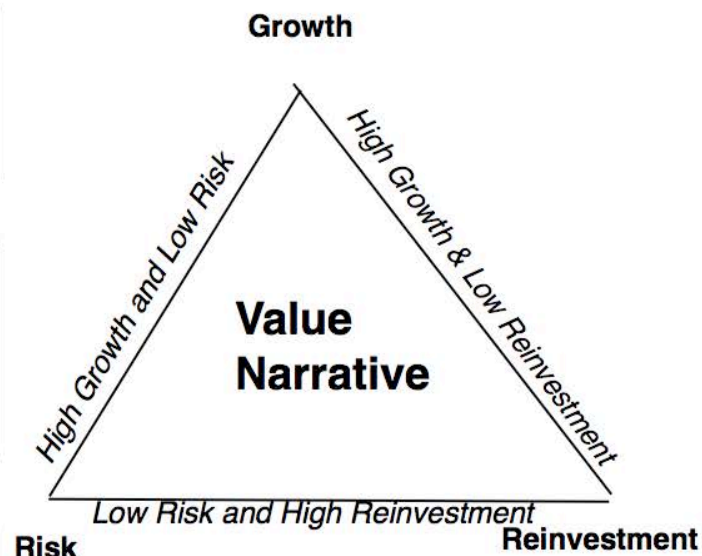 Growth
High Growth and Low Risk
High Growth & Low Reinvestment
Value
Narrative
Low Risk and High Reinvestment
Risk
Reinvestment